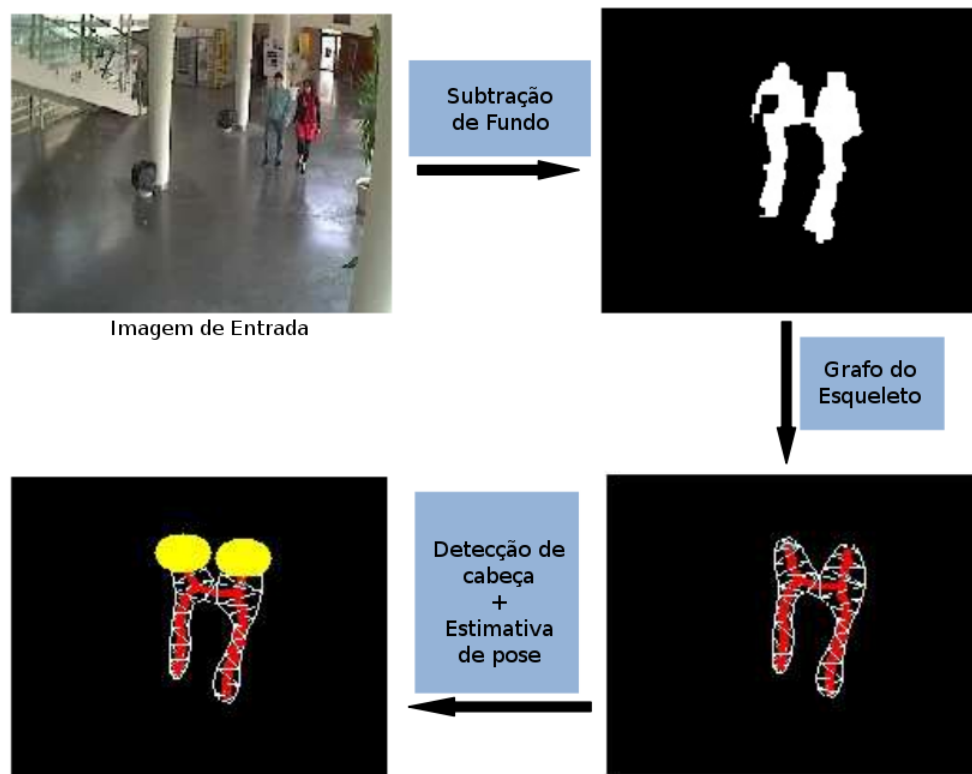 Subtração
de Fundo
Imagem de Entrada
Grafo do
Esqueleto
Detecção de
cabeça
+
Estimativa
de pose